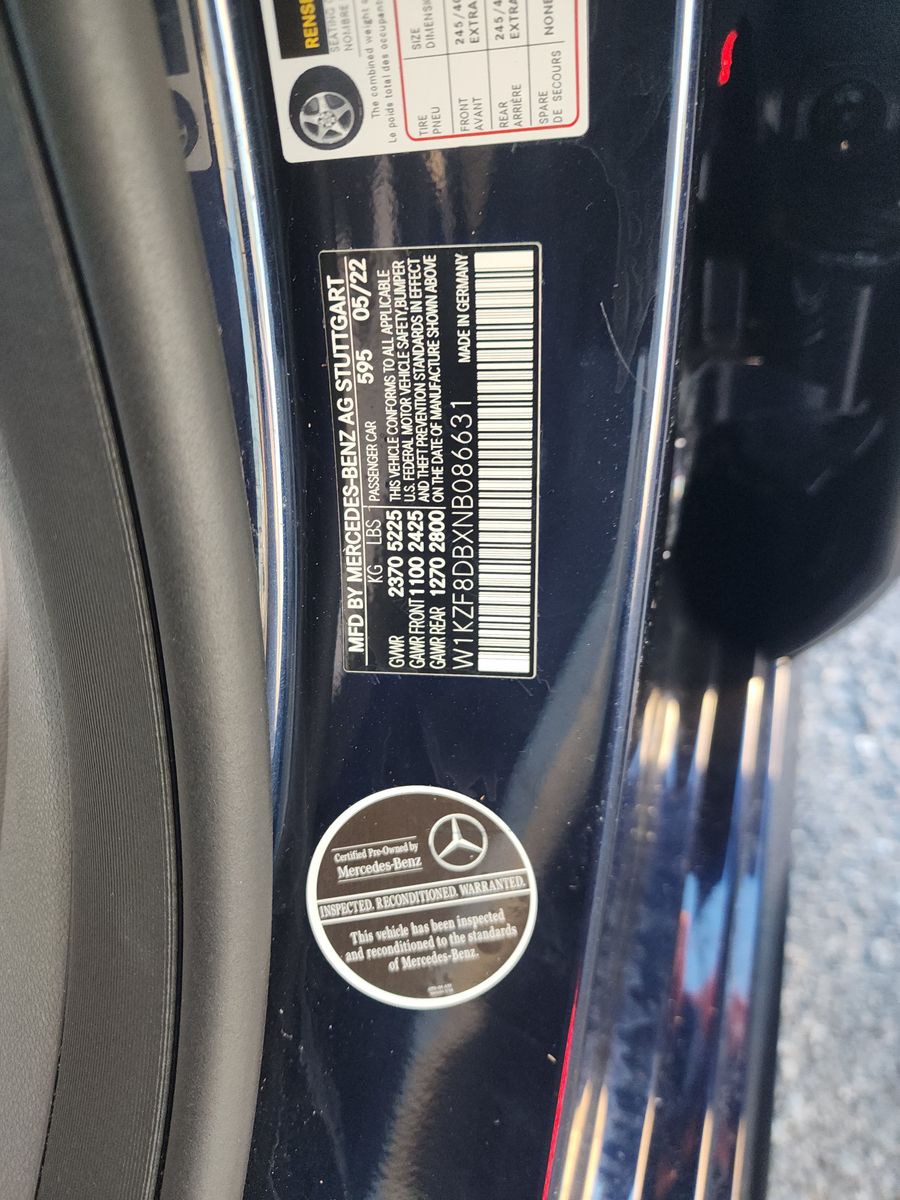 RENSE
SEATING
NOMBRE
The combined weight
Le poids total des occupant
TIRE SIZE
PNEU DIMENSI
FRONT 245/40
AVANT EXTRA
REAR 245/4
ARRIÈRE EXTRA
SPARE NONE
DE SECOURS
MFD BY MERCEDES-BENZ AG STUTTGART
KG LBS PASSENGER CAR 595 05/22
GVWR 2370 5225 THIS VEHICLE CONFORMS TO ALL APPLICABLE
GAWR FRONT 1100 2425 U.S. FEDERAL MOTOR VEHICLE SAFETY,BUMPER
AND THEFT PREVENTION STANDARDS IN EFFECT
GAWR REAR 1270 2800 ON THE DATE OF MANUFACTURE SHOWN ABOVE
W1KZF8DBXNB086631 MADE IN GERMANY
Certified Pre-Owned by
Mercedes-Benz
INSPECTED. RECONDITIONED. WARRANTED.
This vehicle has been inspected
and reconditioned to the standards
of Mercedes-Benz.